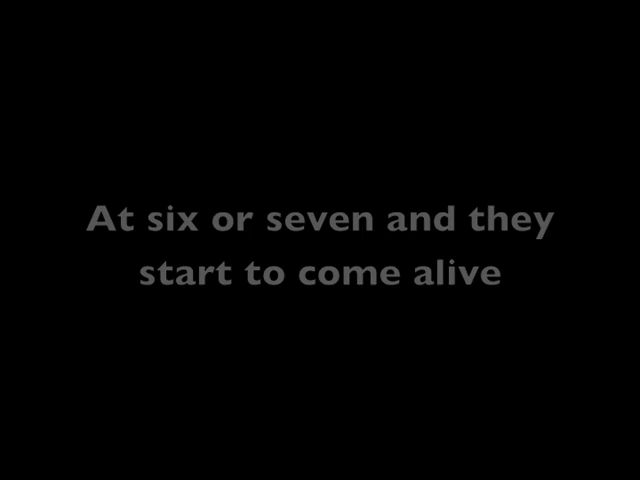 At six or seven and they
start to come alive